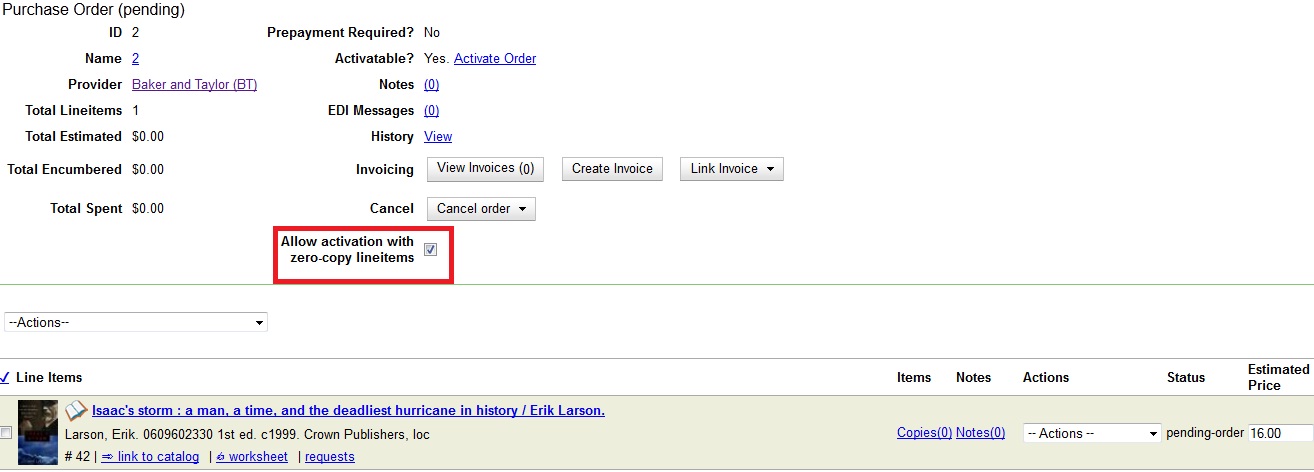 Purchase Order (pending)
ID 2 Prepayment Required? No
Name 2 Activatable? Yes. Activate Order
Provider Baker and Taylor (BT) Notes (0)
Total Lineitems 1 EDI Messages (0)
Total Estimated $0.00 History View
Total Encumbered $0.00 Invoicing View Invoices (0) Create Invoice Link Invoice
Total Spent $0.00 Cancel Cancel order
Allow activation with
zero-copy lineitems
--Actions--
Line Items Items Notes Actions Status Estimated
Price
Isaac's storm : a man, a time, and the deadliest hurricane in history / Erik Larson.
Larson, Erik. 0609602330 1st ed. c1999. Crown Publishers, loc Copies(0) Notes(0) -- Actions -- pending-order 16.00
# 42 | ⇒ link to catalog | worksheet | requests